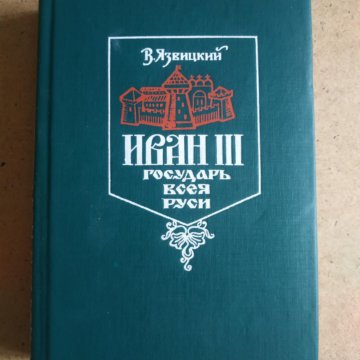 В. Язвицкий
ИВАН III
ГОСУДАРЬ
ВСЕЯ
РУСИ